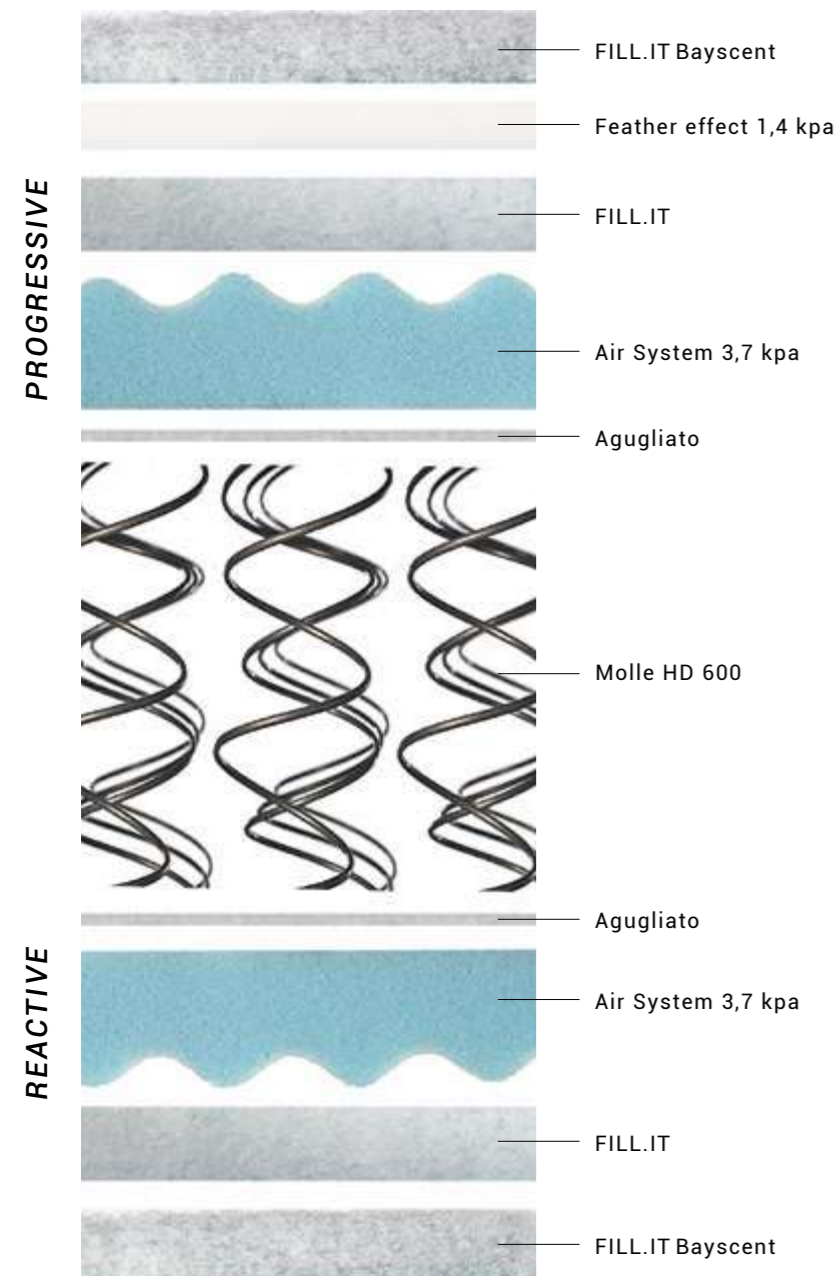 FILL.IT Bayscent
Feather effect 1,4 kpa
PROGRESSIVE
FILL.IT
Air System 3,7 kpa
Agugliato
Molle HD 600
Agugliato
REACTIVE
Air System 3,7 kpa
FILL.IT
FILL.IT Bayscent